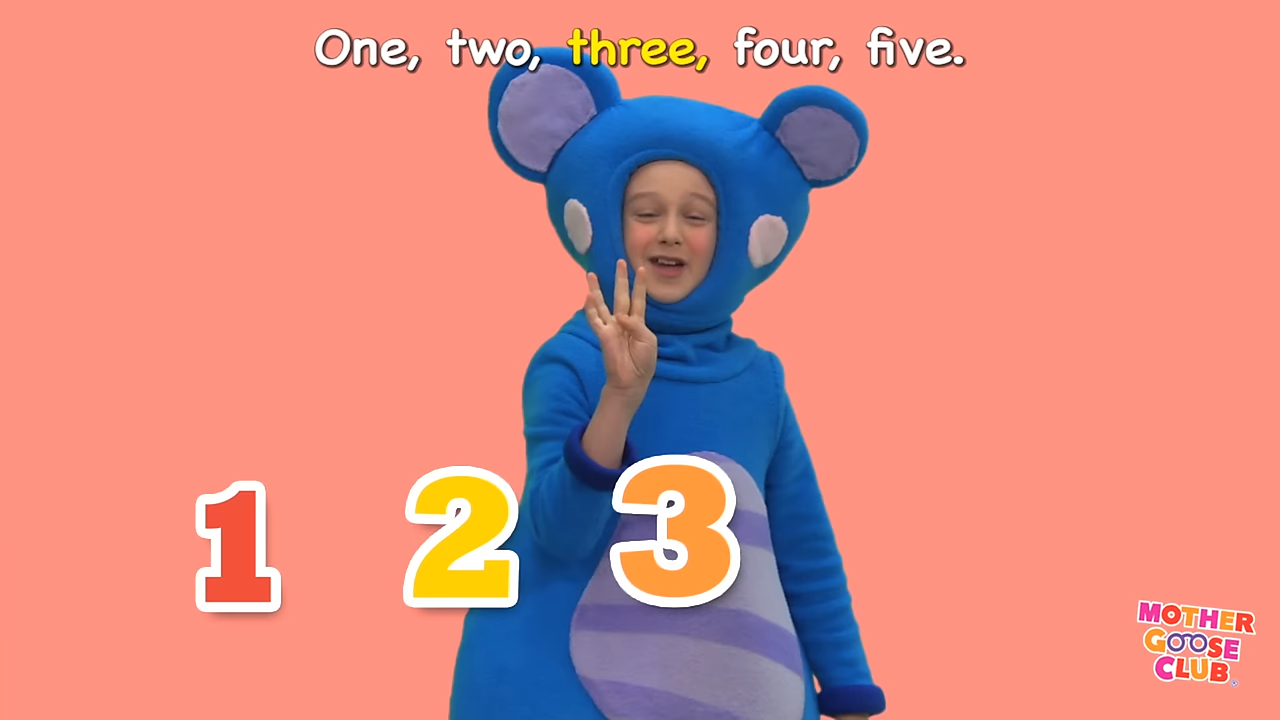 One, two, three, four, five.
1 2 3
MOTHER
GOOSE
CLUB